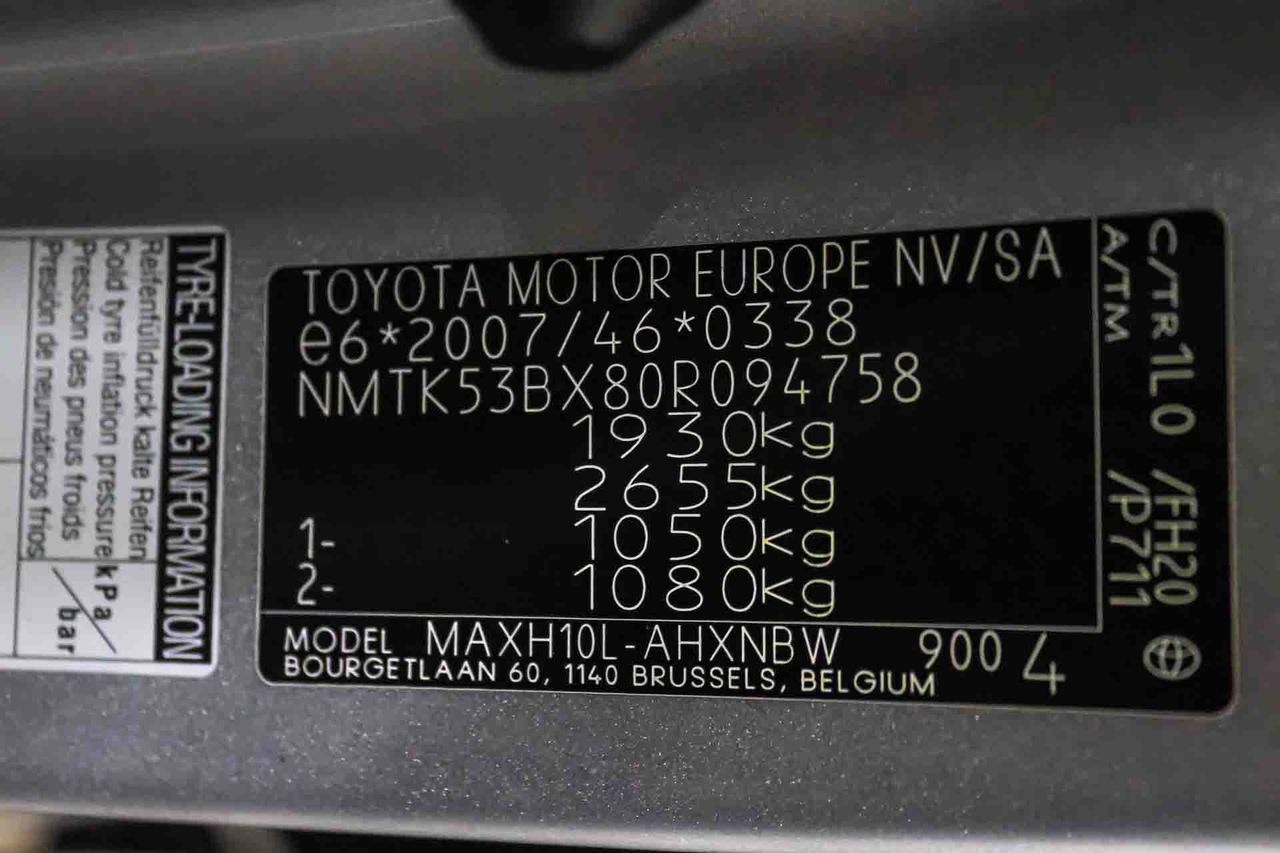 TYRE-LOADING INFORMATION
Reifenfülldruck kalte Reifen
Cold tyre inflation pressure
Pression des pneus froids
Presión de neumáticos fríos
kPa
bar
TOYOTA MOTOR EUROPE NV/SA
e6*2007/46*0338
NMTK53BX80R094758
1930kg
2655kg
1- 1050kg
2- 1080kg
MODEL MAXH10L-AHXNBW 900 4
BOURGETLAAN 60, 1140 BRUSSELS, BELGIUM
C/TR 1L0 /FH20
A/TM /P711